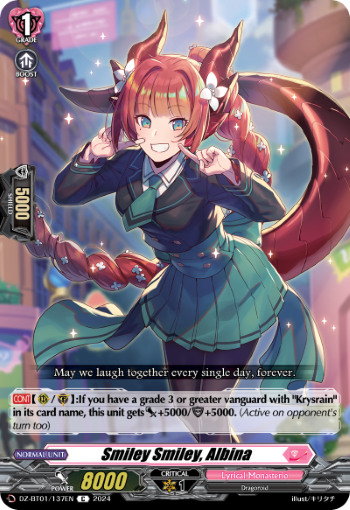 1
GRADE
BOOST
5000
SHIELD
May we laugh together every single day, forever.
CONT【 / 】:If you have a grade 3 or greater vanguard with "Krysrain"
in its card name, this unit gets +5000/ +5000. (Active on opponent's
turn too)
NORMAL UNIT
Smiley Smiley, Albina
POWER 8000
CRITICAL
1
Lyrical Monasterio
Dragonoid
DZ-BT01/137EN C 2024
illust/キリタチ